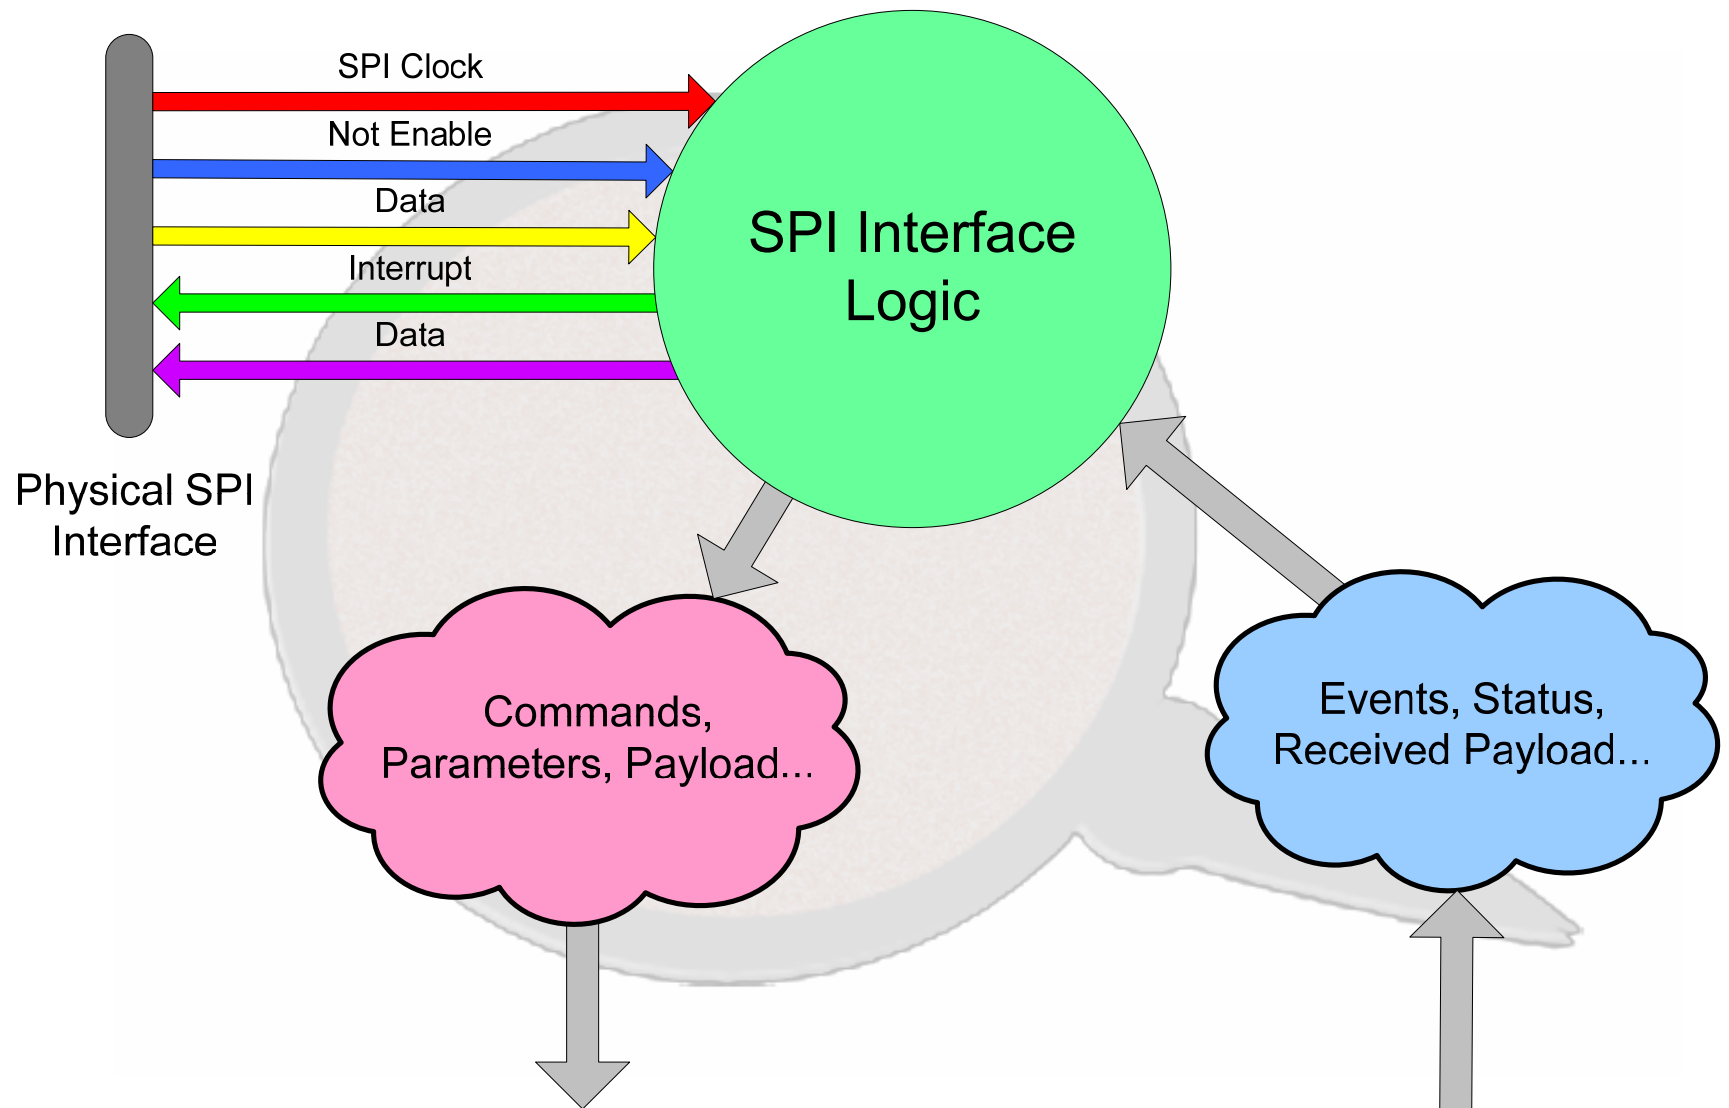 SPI Clock
Not Enable
Data
Interrupt
Data
SPI Interface
Logic
Physical SPI
Interface
Commands,
Parameters, Payload...
Events, Status,
Received Payload...